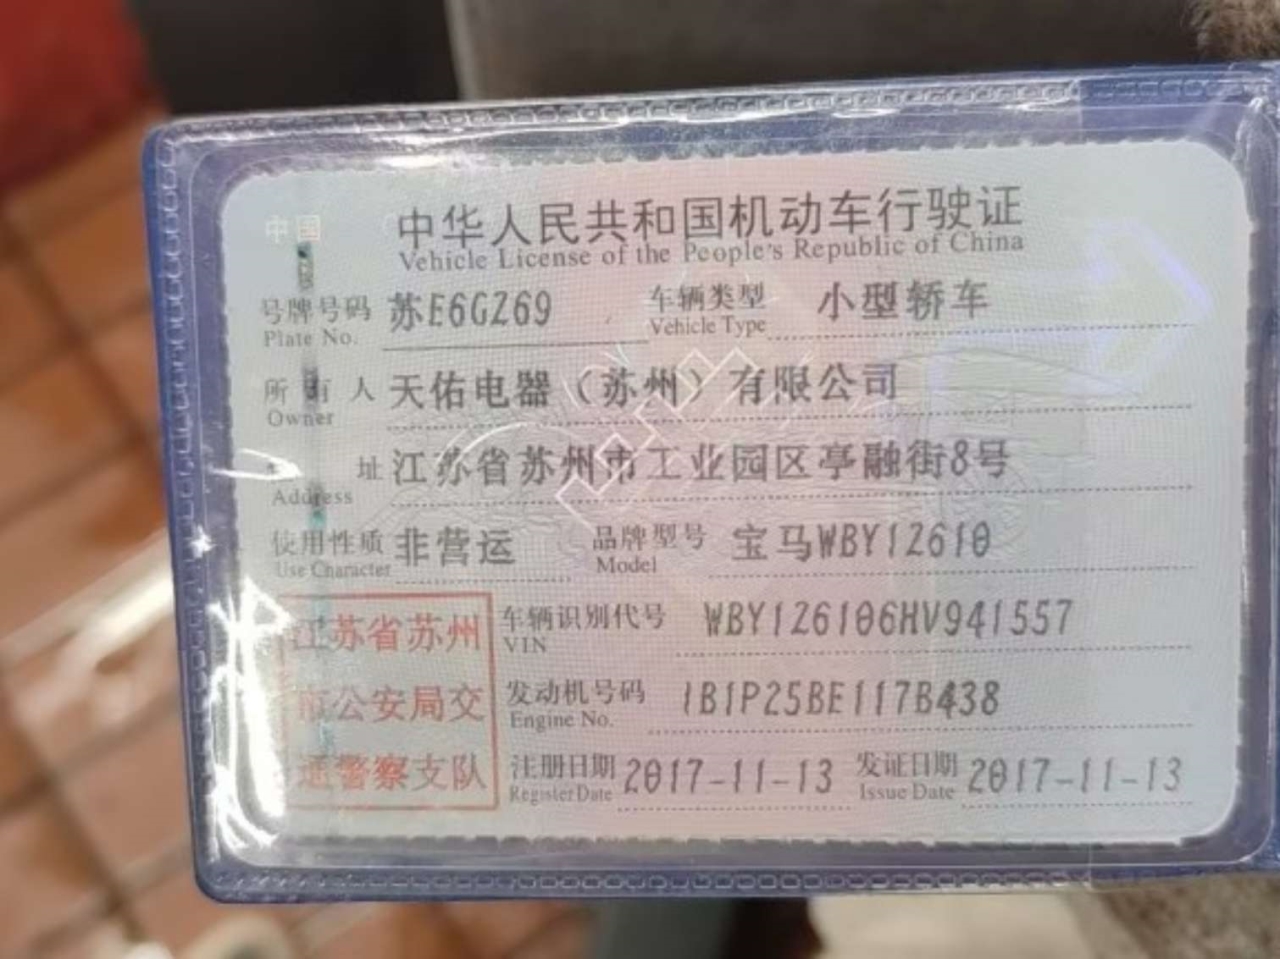 中国
中华人民共和国机动车行驶证
Vehicle License of the People's Republic of China
号牌号码 苏E6GZ69 车辆类型 小型轿车
Plate No. Vehicle Type
所有人 天佑电器（苏州）有限公司
Owner
址 江苏省苏州市工业园区亭融街8号
Address
使用性质 非营运 品牌型号 宝马WBY12610
Use Character Model
江苏省苏州
市公安局交
通警察支队
车辆识别代号 WBY126106HV941557
VIN
发动机号码 1B1P25BE117B438
Engine No.
注册日期 2017-11-13 发证日期 2017-11-13
Register Date Issue Date